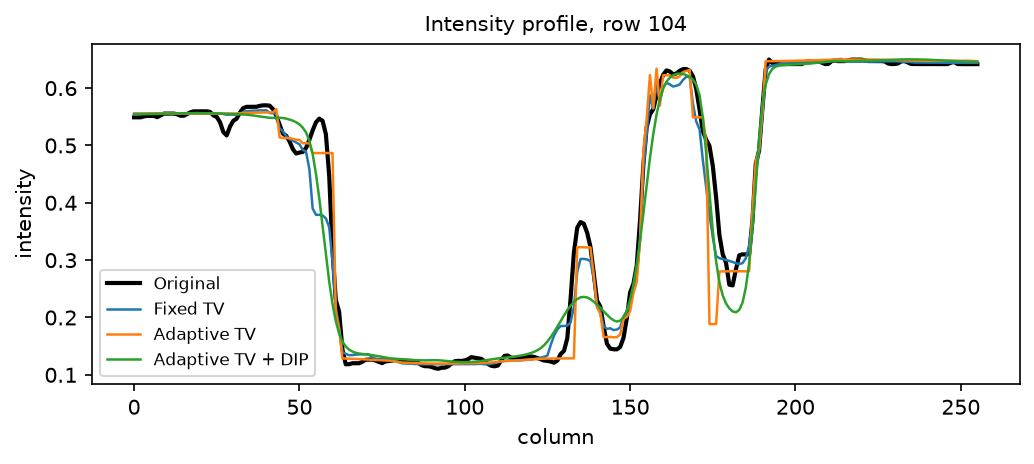 Intensity profile, row 104
intensity
0.6
0.5
0.4
0.3
0.2
0.1
Original
Fixed TV
Adaptive TV
Adaptive TV + DIP
0 50 100 150 200 250
column